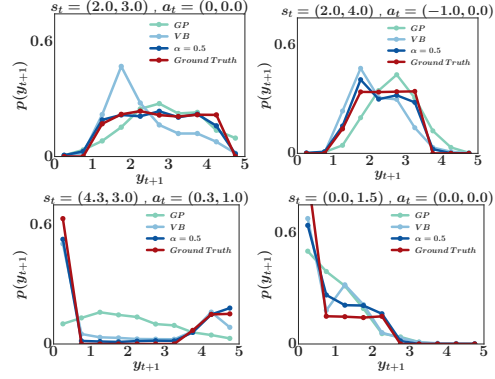 s_t = (2.0, 3.0) , a_t = (0, 0.0)
0.6
p(y_{t+1})
0
GP
VB
α = 0.5
Ground Truth
0 1 2 3 4 5
y_{t+1}
s_t = (2.0, 4.0) , a_t = (−1.0, 0.0)
0.6
p(y_{t+1})
0
GP
VB
α = 0.5
Ground Truth
0 1 2 3 4 5
y_{t+1}
s_t = (4.3, 3.0) , a_t = (0.3, 1.0)
0.6
p(y_{t+1})
0
GP
VB
α = 0.5
Ground Truth
1 2 3 4 5
y_{t+1}
s_t = (0.0, 1.5) , a_t = (0.0, 0.0)
0.6
p(y_{t+1})
0
GP
VB
α = 0.5
Ground Truth
0 1 2 3 4 5
y_{t+1}